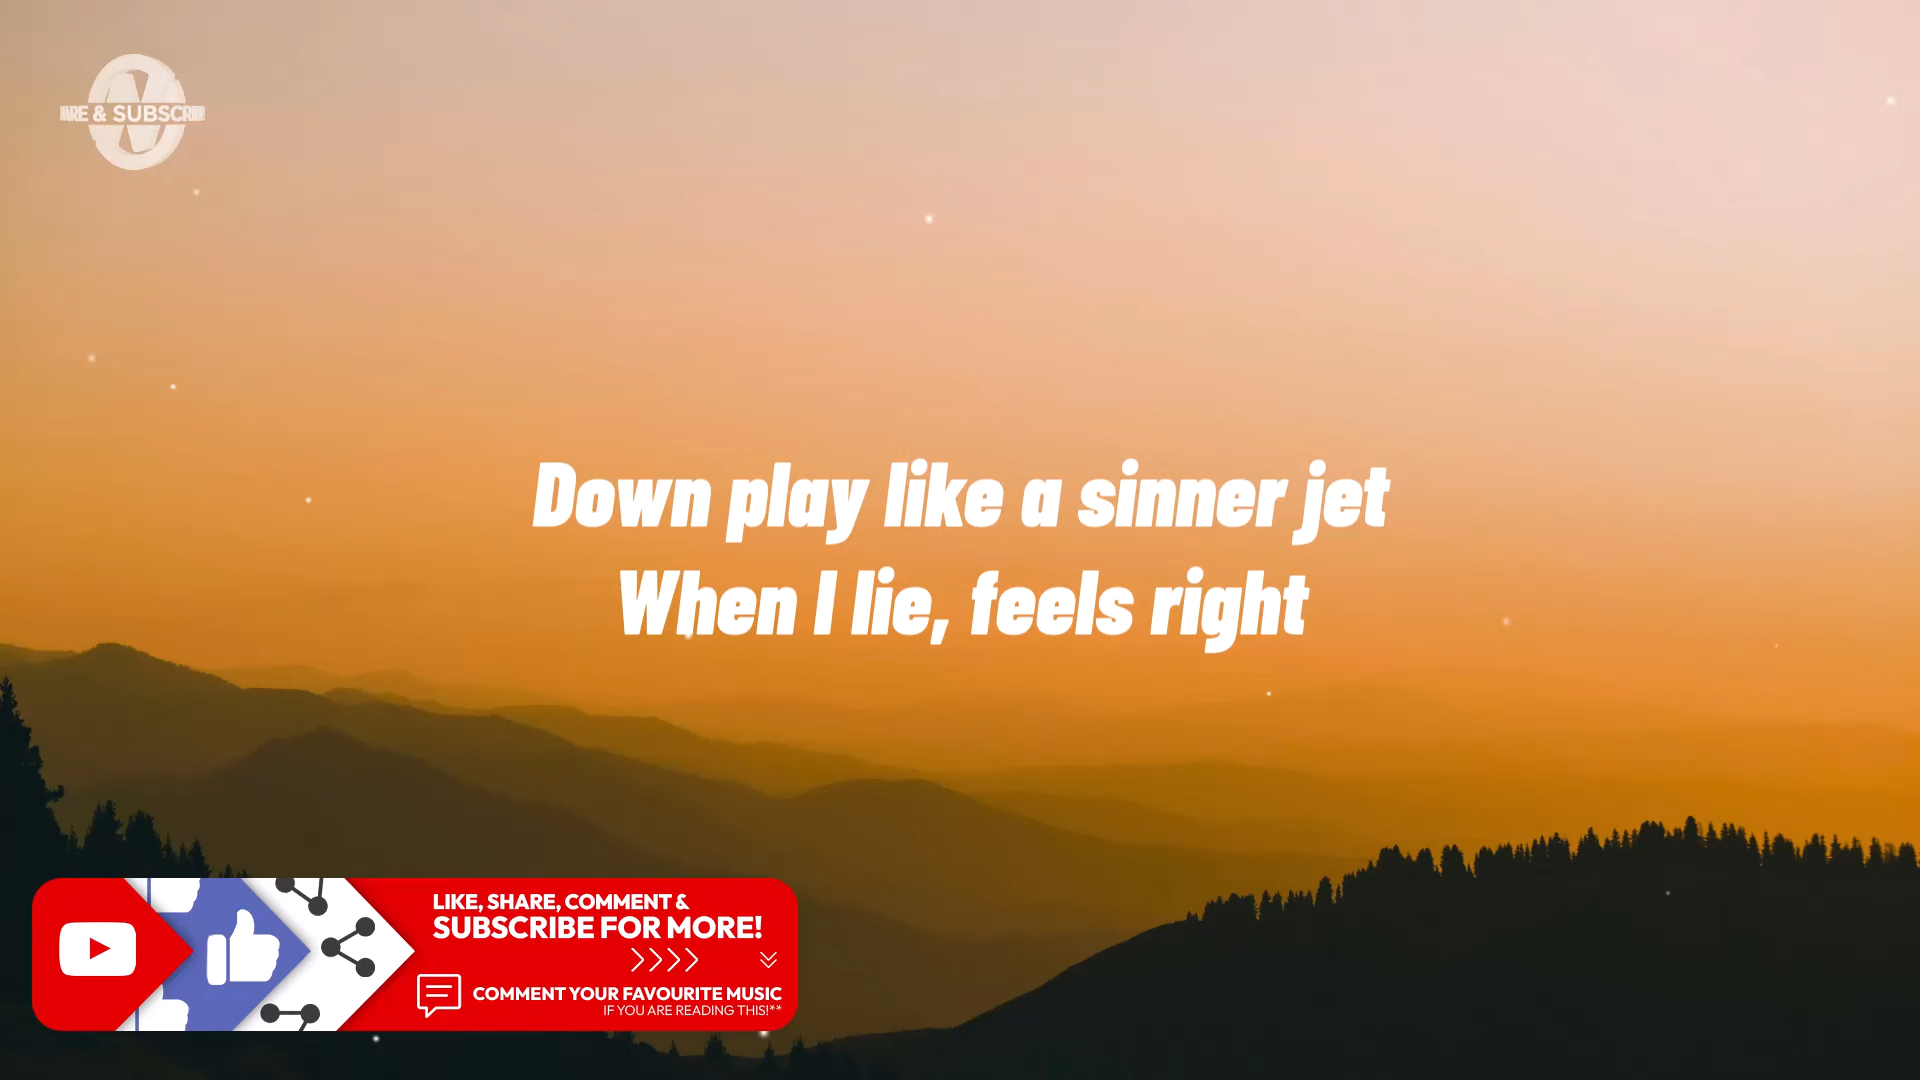 & SUBSCRI
Down play like a sinner jet
When I lie, feels right
LIKE, SHARE, COMMENT &
SUBSCRIBE FOR MORE!
COMMENT YOUR FAVOURITE MUSIC
IF YOU ARE READING THIS!**